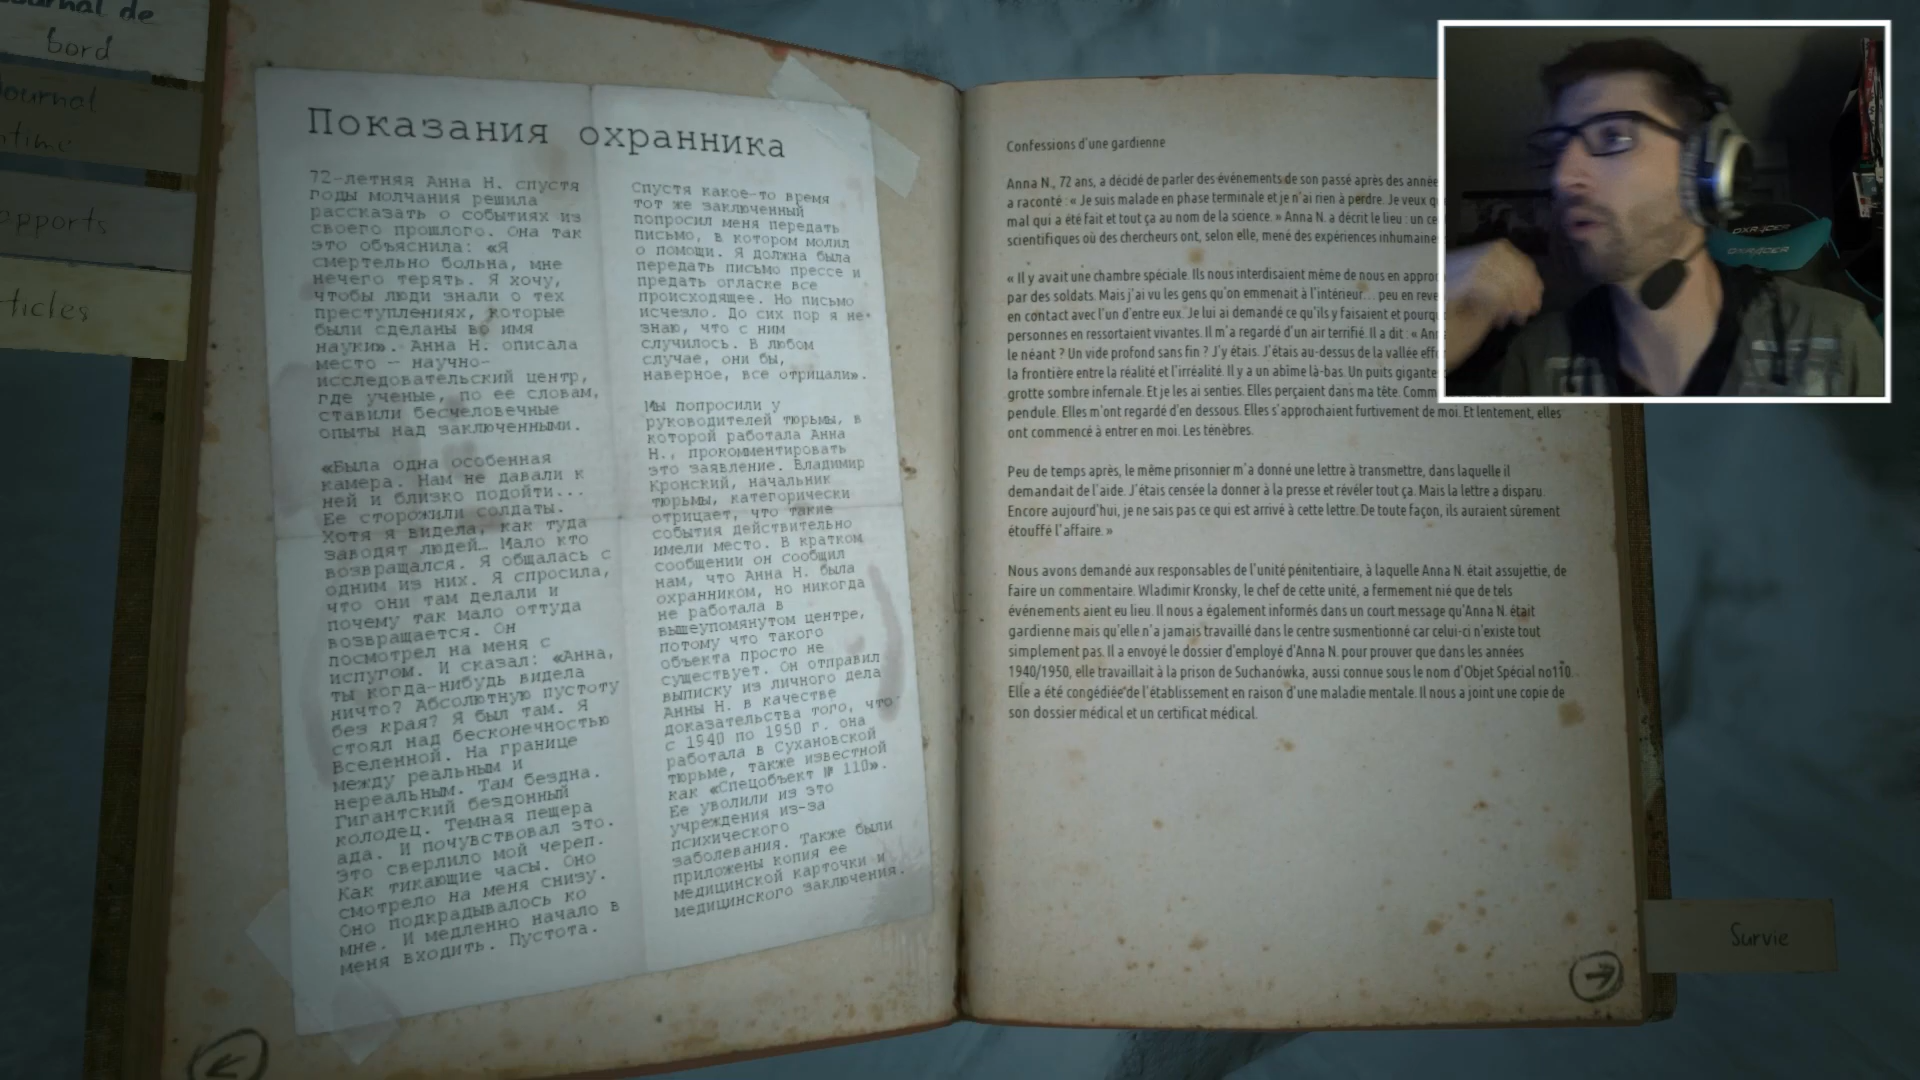 Journal de
bord
Journal
ntime
apports
ticles
Показания охранника
72-летняя Анна Н. спустя
годы молчания решила
рассказать о событиях из
своего прошлого. Она так
это объяснила: «Я
смертельно больна, мне
нечего терять. Я хочу,
чтобы люди знали о тех
преступлениях, которые
были сделаны во имя
науки». Анна Н. описала
место — научно-
исследовательский центр,
где ученые, по ее словам,
ставили бесчеловечные
опыты над заключенными.
«Была одна особенная
камера. Нам не давали к
ней и близко подойти...
Ее сторожили солдаты.
Хотя я видела, как туда
заводят людей… Мало кто
возвращался. Я общалась с
одним из них. Я спросила,
что они там делали и
почему так мало оттуда
возвращается. Он
посмотрел на меня с
испугом. И сказал: «Анна,
ты когда-нибудь видела
ничто? Абсолютную пустоту
без края? Я был там. Я
стоял над бесконечностью
Вселенной. На границе
между реальным и
нереальным. Там бездна.
Гигантский бездонный
колодец. Темная пещера
ада. И почувствовал это.
Это сверлило мой череп.
Как тикающие часы. Оно
смотрело на меня снизу.
Оно подкрадывалось ко
мне. И медленно начало в
меня входить. Пустота.
Спустя какое-то время
тот же заключенный
попросил меня передать
письмо, в котором молил
о помощи. Я должна была
передать письмо прессе и
предать огласке все
происходящее. Но письмо
исчезло. До сих пор я не
знаю, что с ним
случилось. В любом
случае, они бы,
наверное, все отрицали».
Мы попросили у
руководителей тюрьмы, в
которой работала Анна
Н., прокомментировать
это заявление. Владимир
Кронский, начальник
тюрьмы, категорически
отрицает, что такие
события действительно
имели место. В кратком
сообщении он сообщил
нам, что Анна Н. была
охранником, но никогда
не работала в
вышеупомянутом центре,
потому что такого
объекта просто не
существует. Он отправил
выписку из личного дела
Анны Н. в качестве
доказательства того, что
с 1940 по 1950 г. она
работала в Сухановской
тюрьме, также известной
как «Спецобъект № 110».
Ее уволили из это
учреждения из-за
психического
заболевания. Также были
приложены копия ее
медицинской карточки и
медицинского заключения.
Confessions d'une gardienne
Anna N., 72 ans, a décidé de parler des événements de son passé après des année
a raconté : « Je suis malade en phase terminale et je n'ai rien à perdre. Je veux q
mal qui a été fait et tout ça au nom de la science. » Anna N. a décrit le lieu : un ce
scientifiques où des chercheurs ont, selon elle, mené des expériences inhumaine
« Il y avait une chambre spéciale. Ils nous interdisaient même de nous en appro
par des soldats. Mais j'ai vu les gens qu'on emmenait à l'intérieur... peu en reve
en contact avec l'un d'entre eux. Je lui ai demandé ce qu'ils y faisaient et pourq
personnes en ressortaient vivantes. Il m'a regardé d'un air terrifié. Il a dit : « An
le néant ? Un vide profond sans fin ? J'y étais. J'étais au-dessus de la vallée eff
la frontière entre la réalité et l'irréalité. Il y a un abîme là-bas. Un puits gigante
grotte sombre infernale. Et je les ai senties. Elles perçaient dans ma tête. Comm
pendule. Elles m'ont regardé d'en dessous. Elles s'approchaient furtivement de moi. Et lentement, elles
ont commencé à entrer en moi. Les ténèbres.
Peu de temps après, le même prisonnier m'a donné une lettre à transmettre, dans laquelle il
demandait de l'aide. J'étais censée la donner à la presse et révéler tout ça. Mais la lettre a disparu.
Encore aujourd'hui, je ne sais pas ce qui est arrivé à cette lettre. De toute façon, ils auraient sûrement
étouffé l'affaire. »
Nous avons demandé aux responsables de l'unité pénitentiaire, à laquelle Anna N. était assujettie, de
faire un commentaire. Wladimir Kronsky, le chef de cette unité, a fermement nié que de tels
événements aient eu lieu. Il nous a également informés dans un court message qu'Anna N. était
gardienne mais qu'elle n'a jamais travaillé dans le centre susmentionné car celui-ci n'existe tout
simplement pas. Il a envoyé le dossier d'employé d'Anna N. pour prouver que dans les années
1940/1950, elle travaillait à la prison de Suchanówka, aussi connue sous le nom d'Objet Spécial no110.
Elle a été congédiée de l'établissement en raison d'une maladie mentale. Il nous a joint une copie de
son dossier médical et un certificat médical.
Survie